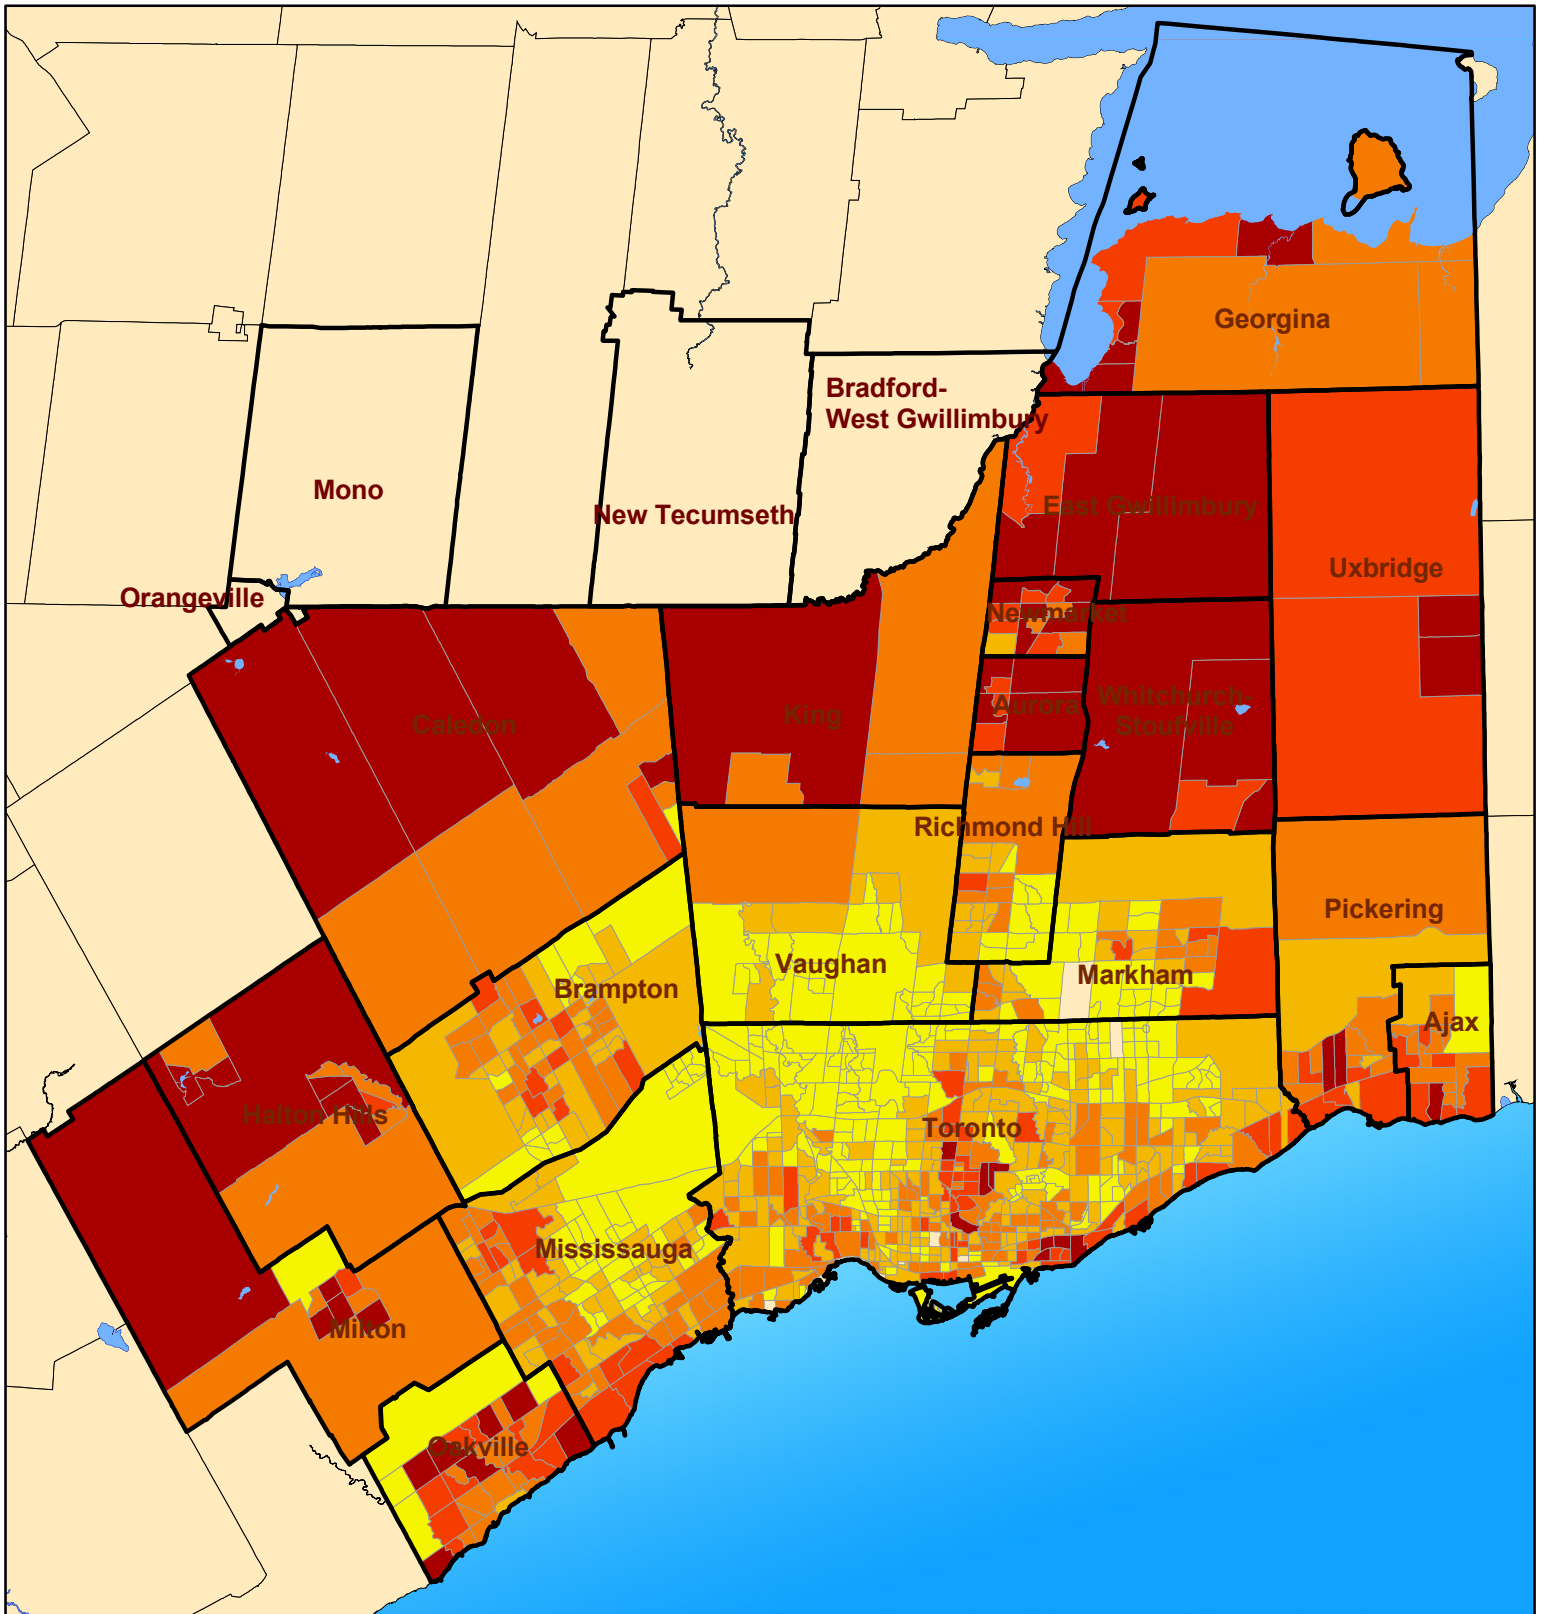 Georgina
Bradford-
West Gwillimbury
Mono
New Tecumseth
East Gwillimbury
Uxbridge
Orangeville
Newmarket
Caledon
King
Aurora
Whitchurch-
Stoufville
Richmond Hill
Pickering
Vaughan
Markham
Brampton
Ajax
Halton Hills
Toronto
Mississauga
Milton
Oakville